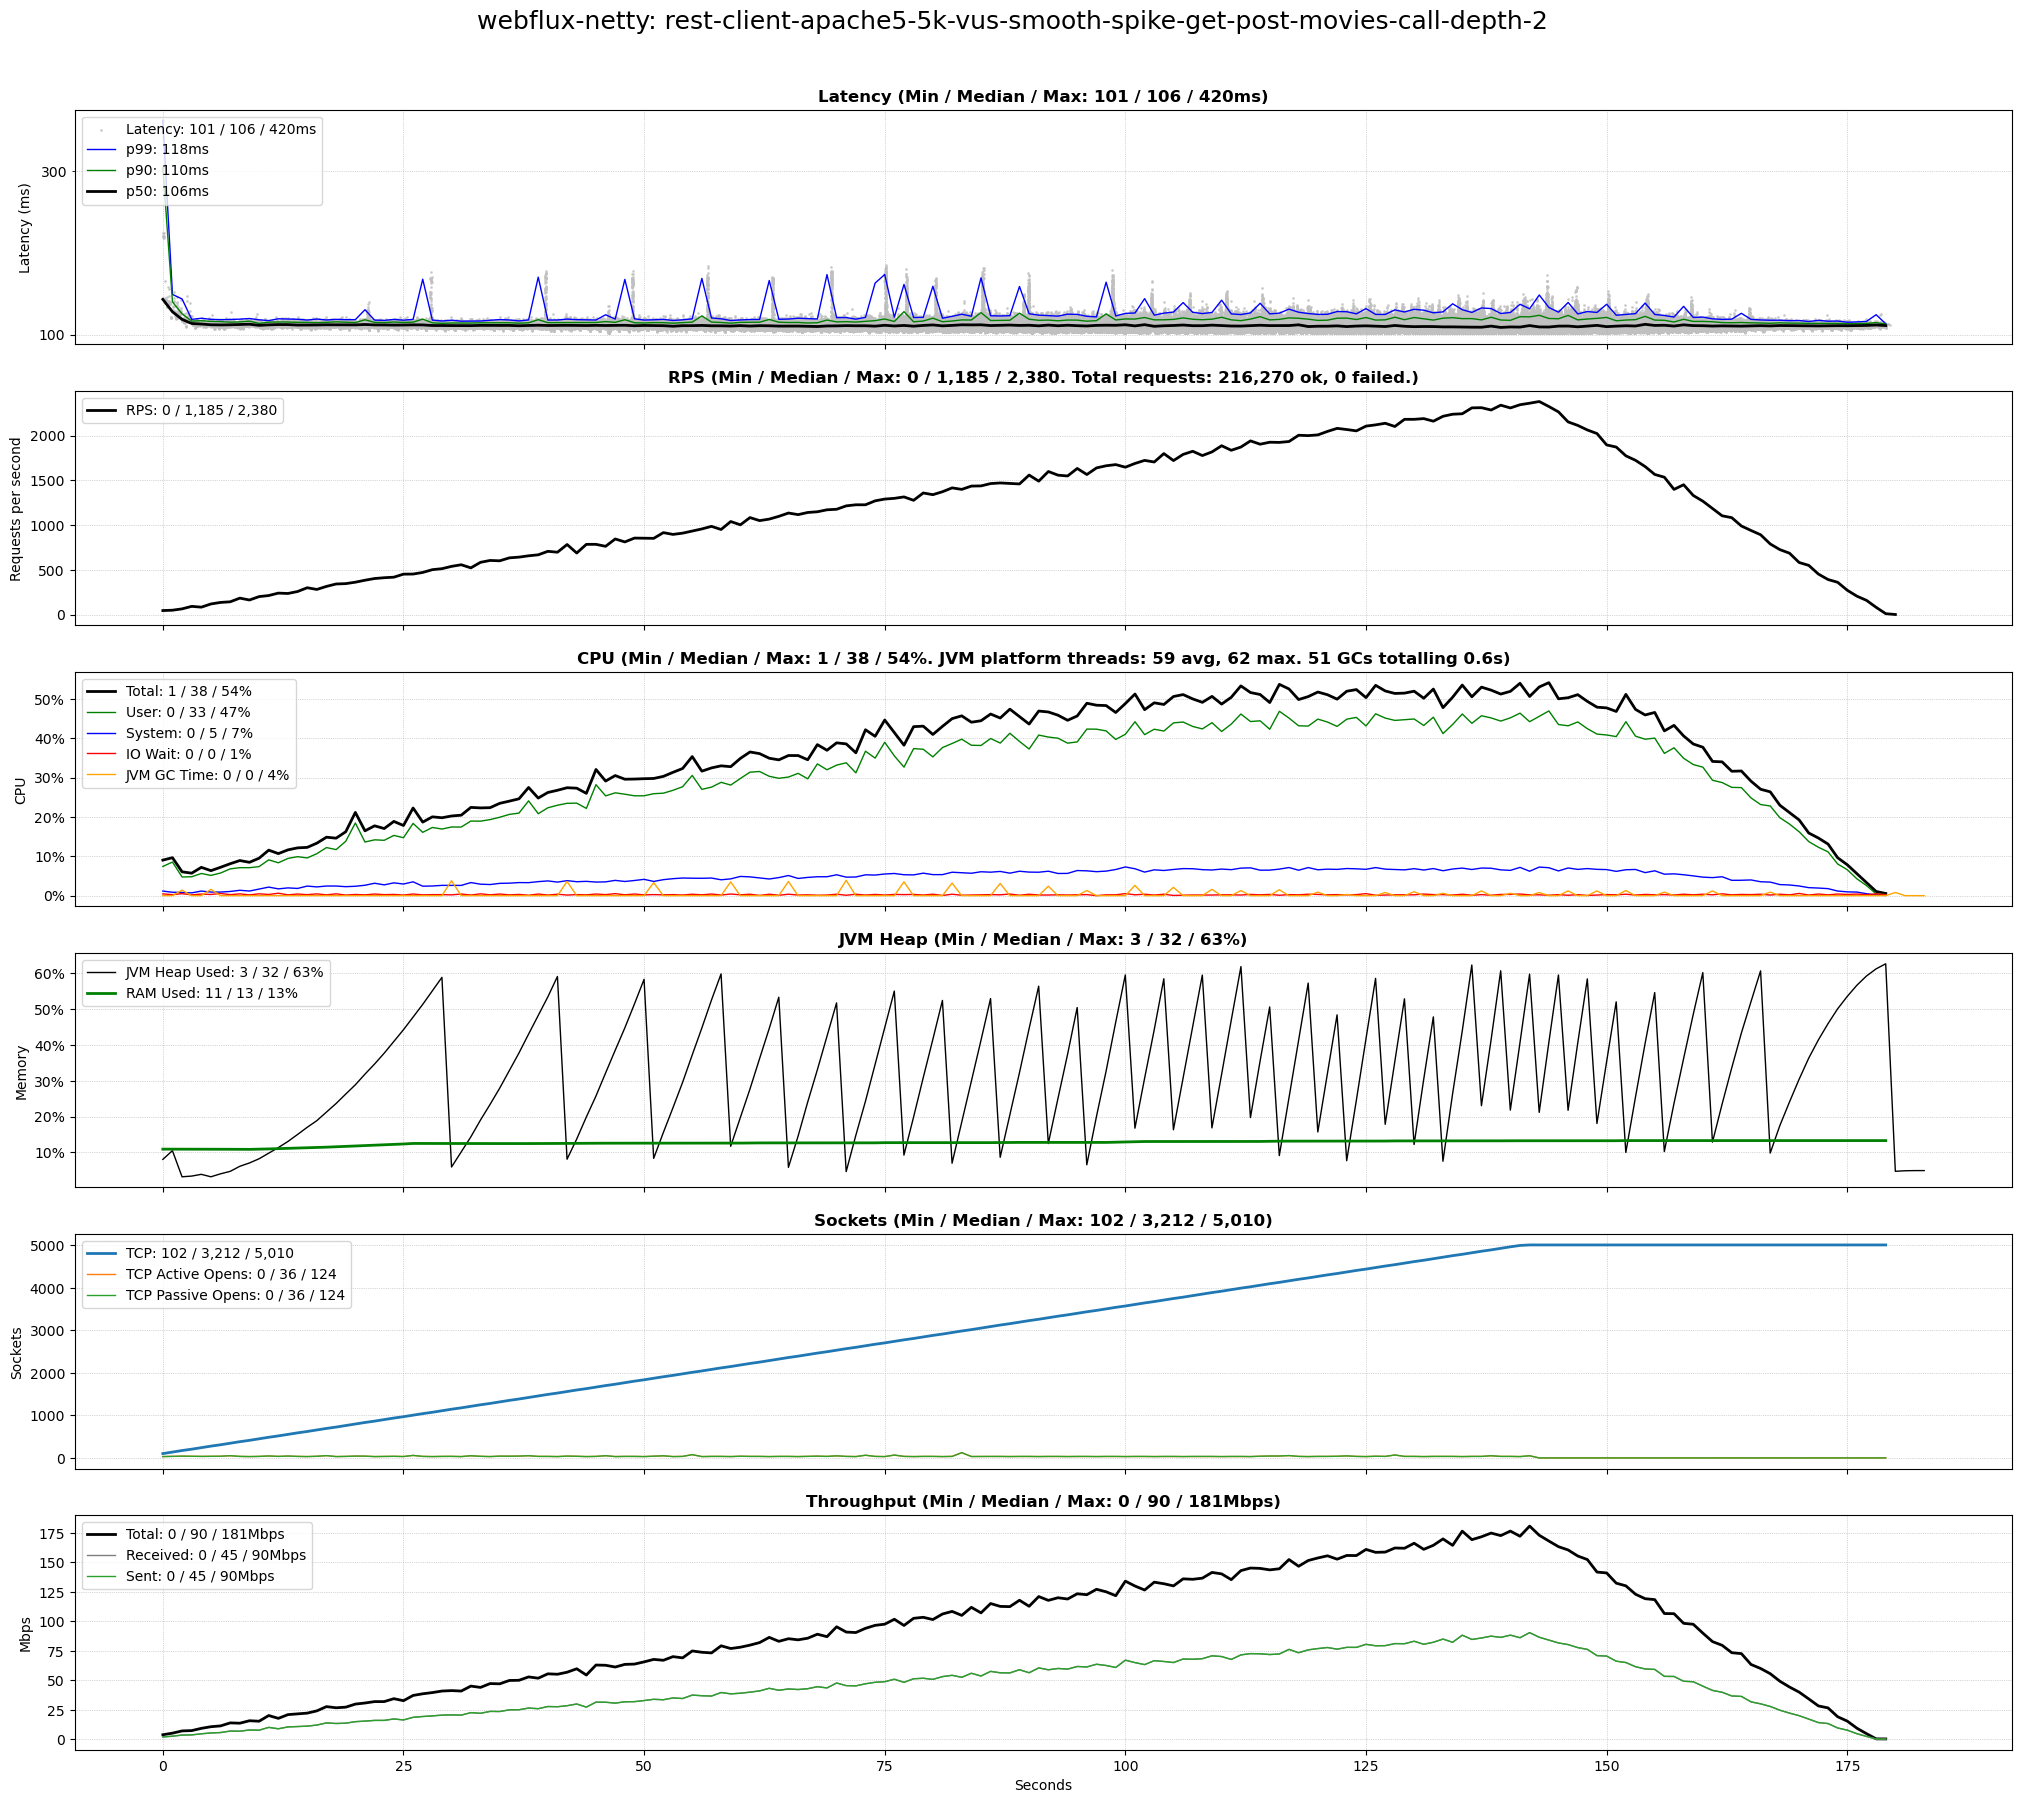 webflux-netty: rest-client-apache5-5k-vus-smooth-spike-get-post-movies-call-depth-2
Latency (Min / Median / Max: 101 / 106 / 420ms)
Latency: 101 / 106 / 420ms
p99: 118ms
p90: 110ms
p50: 106ms
300
100
Latency (ms)
RPS (Min / Median / Max: 0 / 1,185 / 2,380. Total requests: 216,270 ok, 0 failed.)
RPS: 0 / 1,185 / 2,380
2000
1500
1000
500
0
Requests per second
CPU (Min / Median / Max: 1 / 38 / 54%. JVM platform threads: 59 avg, 62 max. 51 GCs totalling 0.6s)
Total: 1 / 38 / 54%
User: 0 / 33 / 47%
System: 0 / 5 / 7%
IO Wait: 0 / 0 / 1%
JVM GC Time: 0 / 0 / 4%
50%
40%
30%
20%
10%
0%
CPU
JVM Heap (Min / Median / Max: 3 / 32 / 63%)
JVM Heap Used: 3 / 32 / 63%
RAM Used: 11 / 13 / 13%
60%
50%
40%
30%
20%
10%
Memory
Sockets (Min / Median / Max: 102 / 3,212 / 5,010)
TCP: 102 / 3,212 / 5,010
TCP Active Opens: 0 / 36 / 124
TCP Passive Opens: 0 / 36 / 124
5000
4000
3000
2000
1000
0
Sockets
Throughput (Min / Median / Max: 0 / 90 / 181Mbps)
Total: 0 / 90 / 181Mbps
Received: 0 / 45 / 90Mbps
Sent: 0 / 45 / 90Mbps
175
150
125
100
75
50
25
0
Mbps
0 25 50 75 100 125 150 175
Seconds